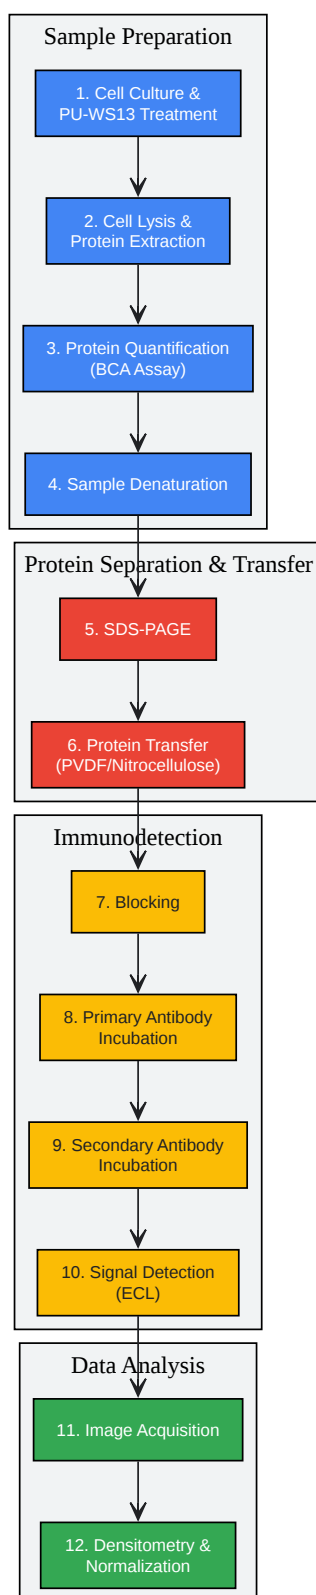 Sample Preparation
1. Cell Culture &
PU-WS13 Treatment
2. Cell Lysis &
Protein Extraction
3. Protein Quantification
(BCA Assay)
4. Sample Denaturation
Protein Separation & Transfer
5. SDS-PAGE
6. Protein Transfer
(PVDF/Nitrocellulose)
Immunodetection
7. Blocking
8. Primary Antibody
Incubation
9. Secondary Antibody
Incubation
10. Signal Detection
(ECL)
Data Analysis
11. Image Acquisition
12. Densitometry &
Normalization